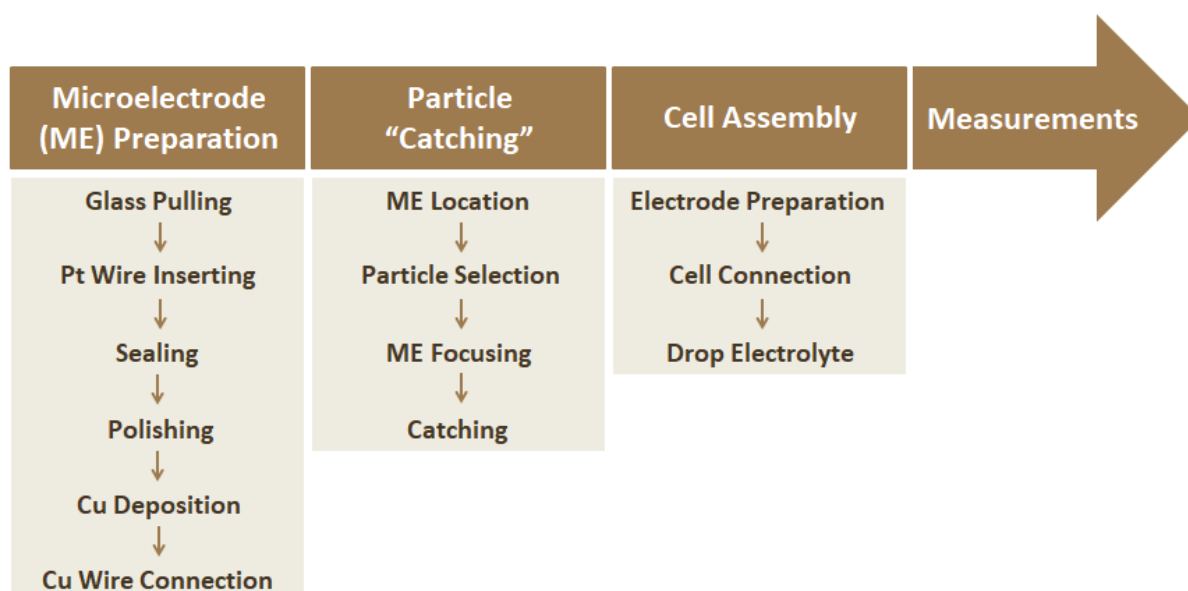 Microelectrode
(ME) Preparation
Glass Pulling
Pt Wire Inserting
Sealing
Polishing
Cu Deposition
Cu Wire Connection
Particle
“Catching”
ME Location
Particle Selection
ME Focusing
Catching
Cell Assembly
Electrode Preparation
Cell Connection
Drop Electrolyte
Measurements